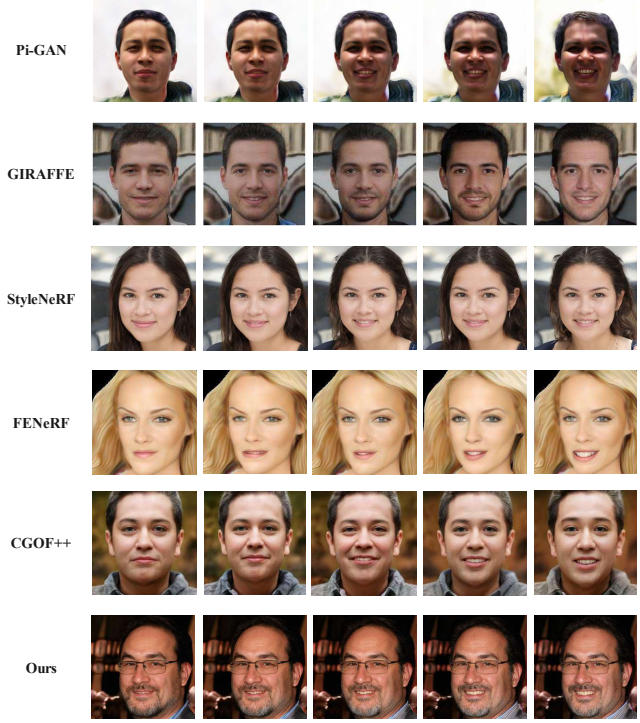 Pi-GAN
GIRAFFE
StyleNeRF
FENeRF
CGOF++
Ours